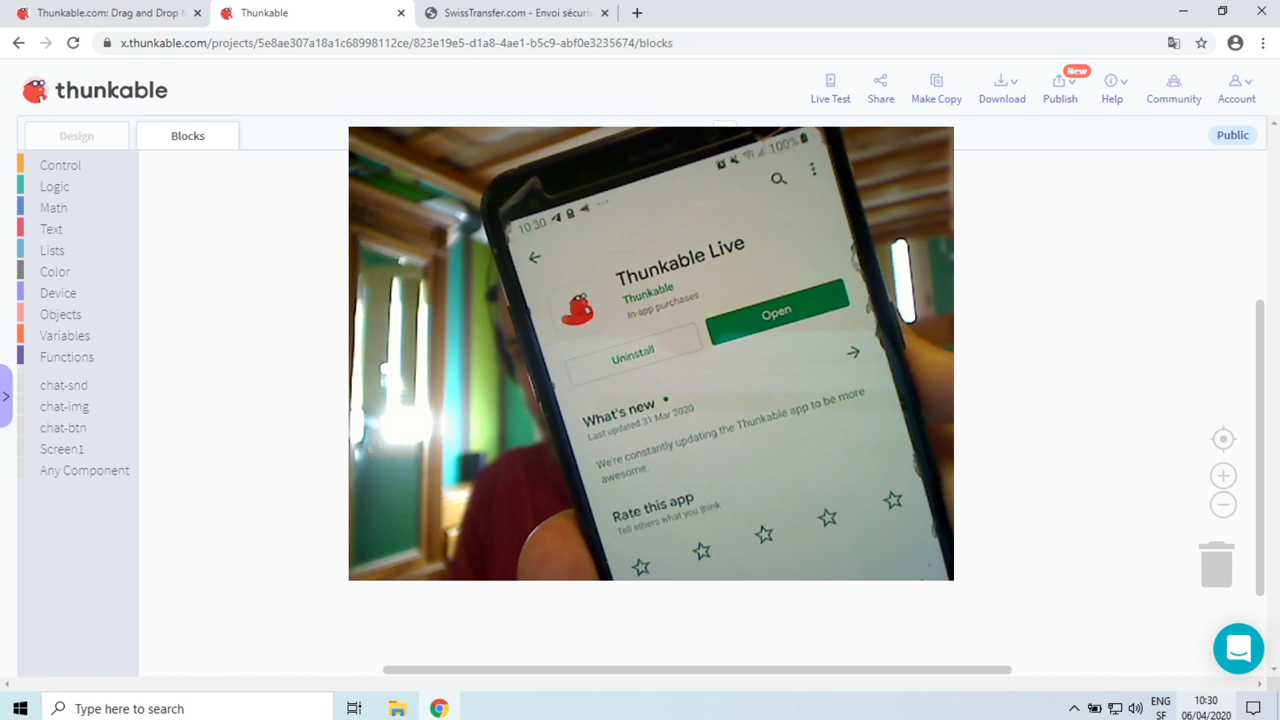 Thunkable.com: Drag and Drop
Thunkable
SwissTransfer.com - Envoi sécuris
x.thunkable.com/projects/5e8ae307a18a1c68998112ce/823e19e5-d1a8-4ae1-b5c9-abf0e3235674/blocks
thunkable
Live Test
Share
Make Copy
Download
New
Publish
Help
Community
Account
Design
Blocks
Public
Control
Logic
Math
Text
Lists
Color
Device
Objects
Variables
Functions
chat-snd
chat-img
chat-btn
Screen1
Any Component
10:30
100%
Thunkable Live
Thunkable
In-app purchases
Uninstall
Open
What's new
Last updated 31 Mar 2020
We're constantly updating the Thunkable app to be more
awesome.
Rate this app
Tell others what you think
Type here to search
ENG
SF
10:30
06/04/2020